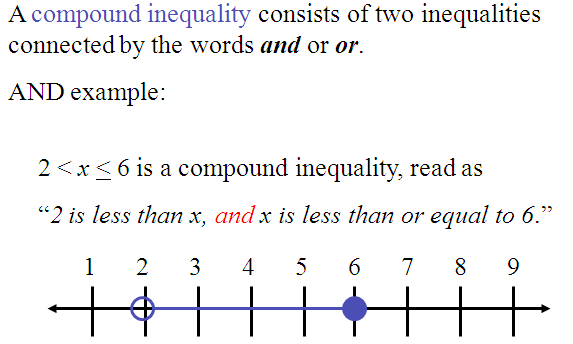 A compound inequality consists of two inequalities
connected by the words and or or.
AND example:
2 < x ≤ 6 is a compound inequality, read as
“2 is less than x, and x is less than or equal to 6.”
1 2 3 4 5 6 7 8 9